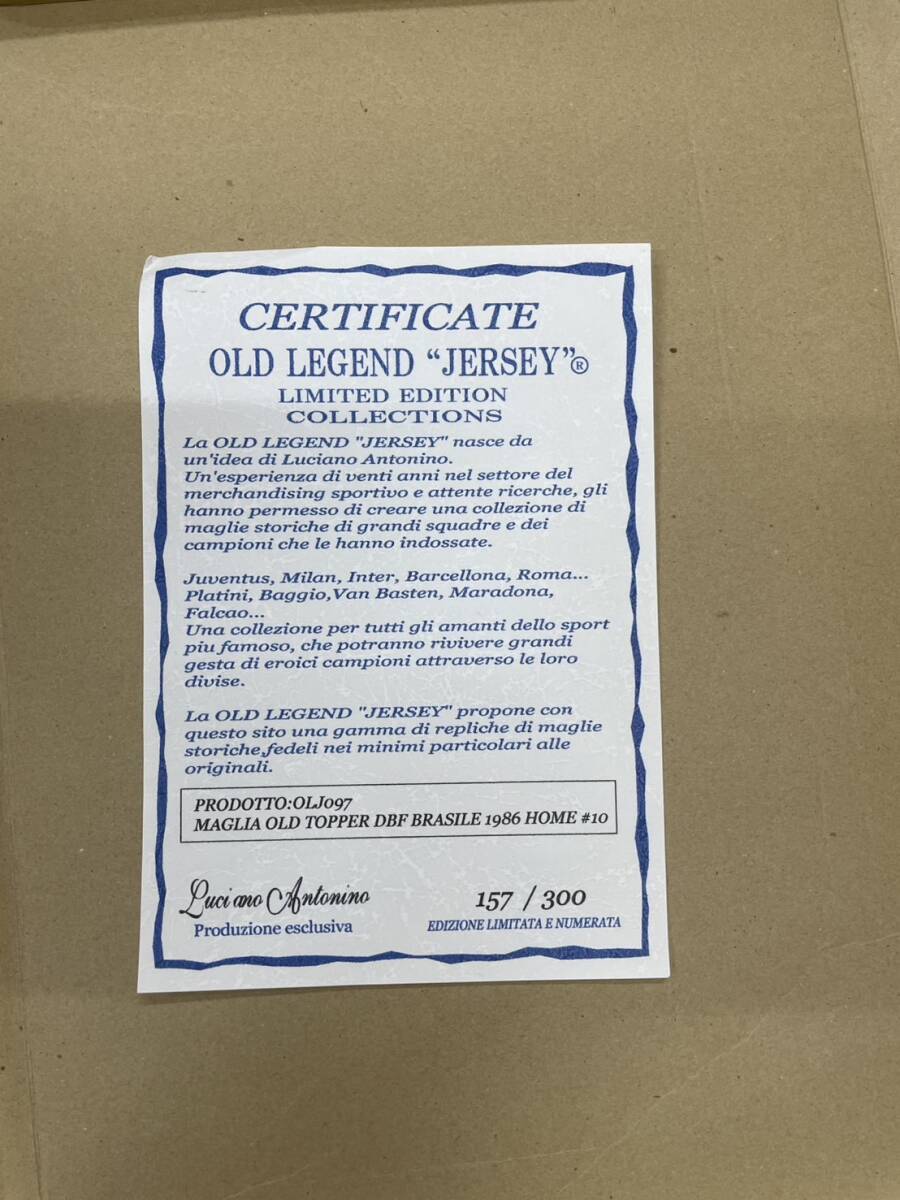 CERTIFICATE
OLD LEGEND “JERSEY”®
LIMITED EDITION
COLLECTIONS
La OLD LEGEND "JERSEY" nasce da
un'idea di Luciano Antonino.
Un'esperienza di venti anni nel settore del
merchandising sportivo e attente ricerche, gli
hanno permesso di creare una collezione di
maglie storiche di grandi squadre e dei
campioni che le hanno indossate.
Juventus, Milan, Inter, Barcellona, Roma...
Platini, Baggio,Van Basten, Maradona,
Falcao...
Una collezione per tutti gli amanti dello sport
piu famoso, che potranno rivivere grandi
gesta di eroici campioni attraverso le loro
divise.
La OLD LEGEND "JERSEY" propone con
questo sito una gamma di repliche di maglie
storiche,fedeli nei minimi particolari alle
originali.
PRODOTTO:OLJ097
MAGLIA OLD TOPPER DBF BRASILE 1986 HOME #10
Luciano Antonino
Produzione esclusiva
157 / 300
EDIZIONE LIMITATA E NUMERATA